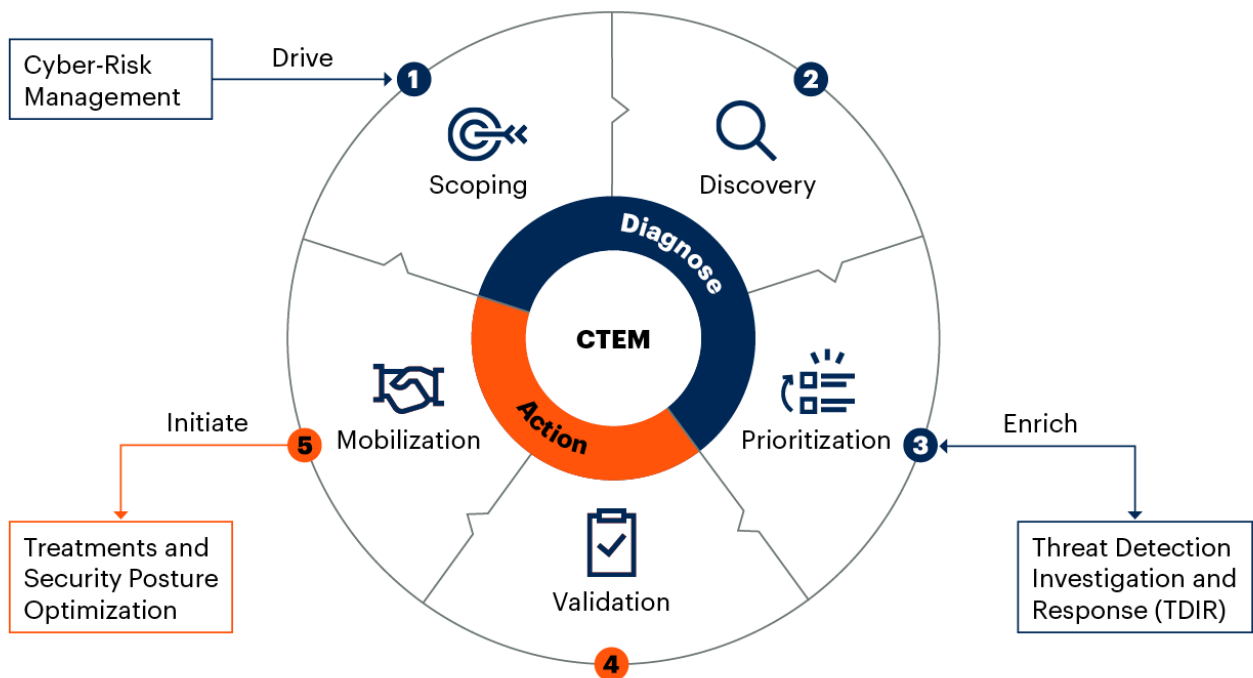 Cyber-Risk
Management
Drive
1
2
Scoping
Discovery
Diagnose
CTEM
Action
Mobilization
Prioritization
Initiate
5
3
Enrich
Treatments and
Security Posture
Optimization
Validation
4
Threat Detection
Investigation and
Response (TDIR)